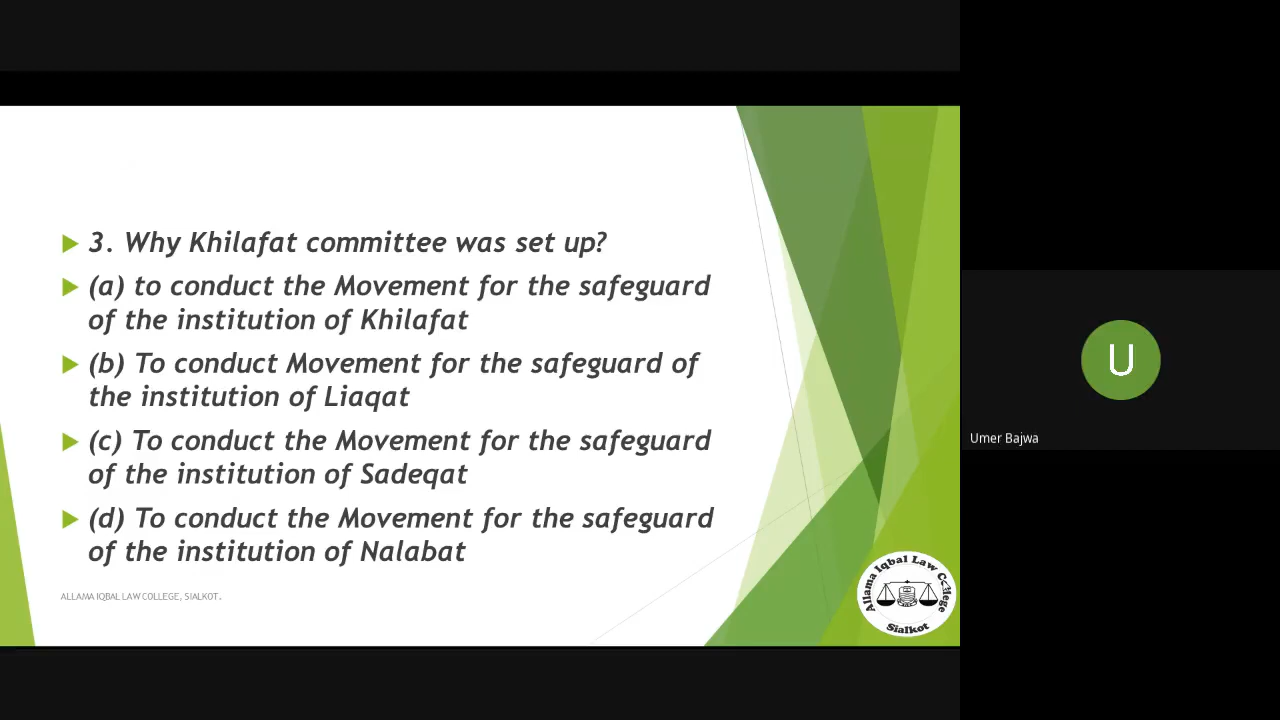 3. Why Khilafat committee was set up?
(a) to conduct the Movement for the safeguard
of the institution of Khilafat
(b) To conduct Movement for the safeguard of
the institution of Liaqat
(c) To conduct the Movement for the safeguard
of the institution of Sadeqat
(d) To conduct the Movement for the safeguard
of the institution of Nalabat
ALLAMA IQBAL LAW COLLEGE, SIALKOT.
Allama Iqbal Law College
Sialkot
U
Umer Bajwa